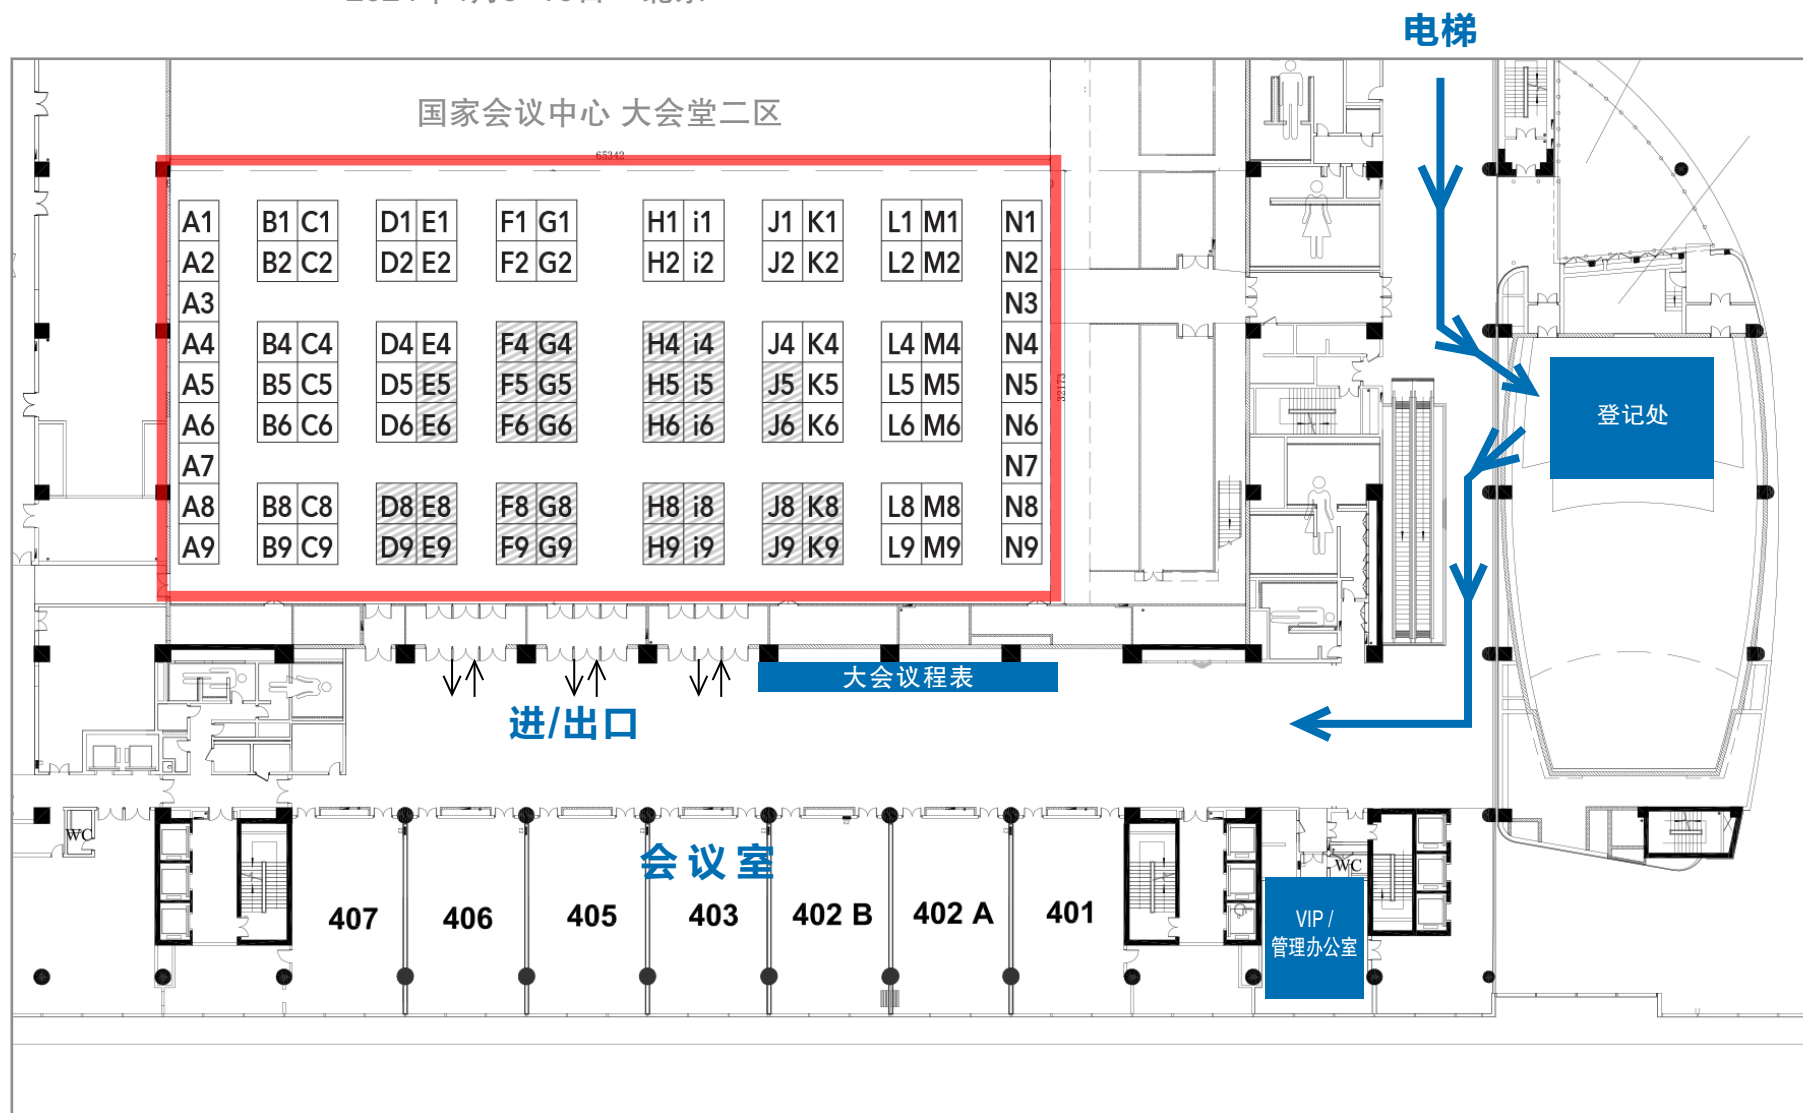 电梯
国家会议中心 大会堂二区
65342
A1 B1 C1 D1 E1 F1 G1 H1 i1 J1 K1 L1 M1 N1
A2 B2 C2 D2 E2 F2 G2 H2 i2 J2 K2 L2 M2 N2
A3 N3
A4 B4 C4 D4 E4 F4 G4 H4 i4 J4 K4 L4 M4 N4
A5 B5 C5 D5 E5 F5 G5 H5 i5 J5 K5 L5 M5 N5
32173
A6 B6 C6 D6 E6 F6 G6 H6 i6 J6 K6 L6 M6 N6
登记处
A7 N7
A8 B8 C8 D8 E8 F8 G8 H8 i8 J8 K8 L8 M8 N8
A9 B9 C9 D9 E9 F9 G9 H9 i9 J9 K9 L9 M9 N9
大会议程表
进/出口
WC
会议室
WC
407 406 405 403 402 B 402 A 401
VIP /
管理办公室